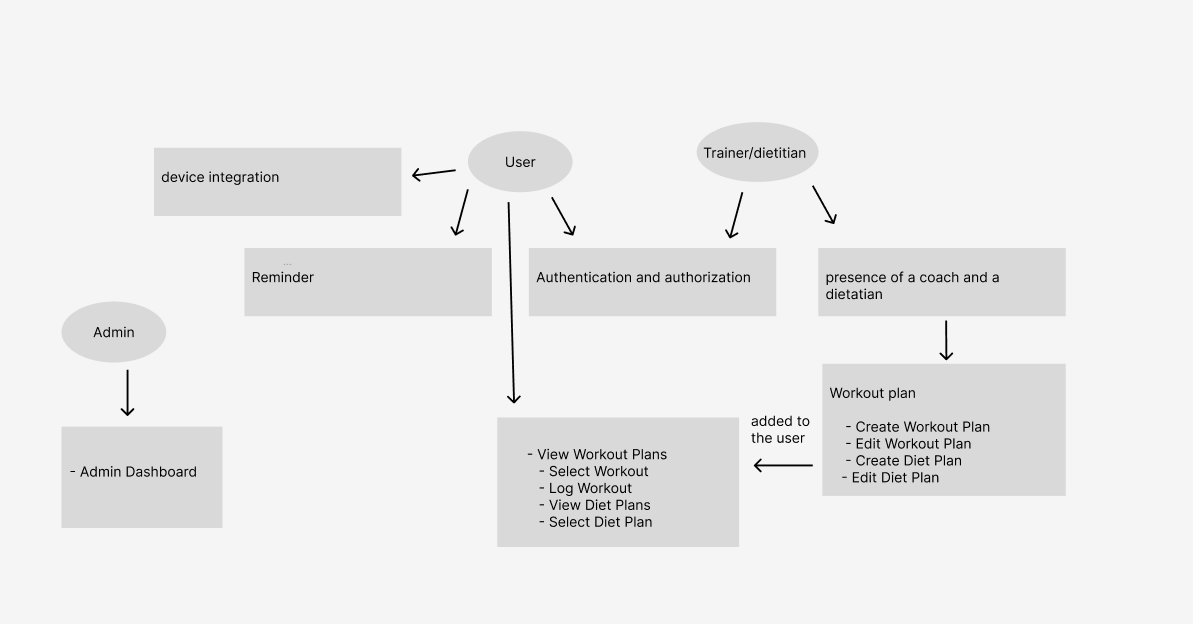 User
Trainer/dietitian
device integration
...
Reminder
Authentication and authorization
presence of a coach and a
dietatian
Admin
- Admin Dashboard
- View Workout Plans
- Select Workout
- Log Workout
- View Diet Plans
- Select Diet Plan
added to
the user
Workout plan
- Create Workout Plan
- Edit Workout Plan
- Create Diet Plan
- Edit Diet Plan